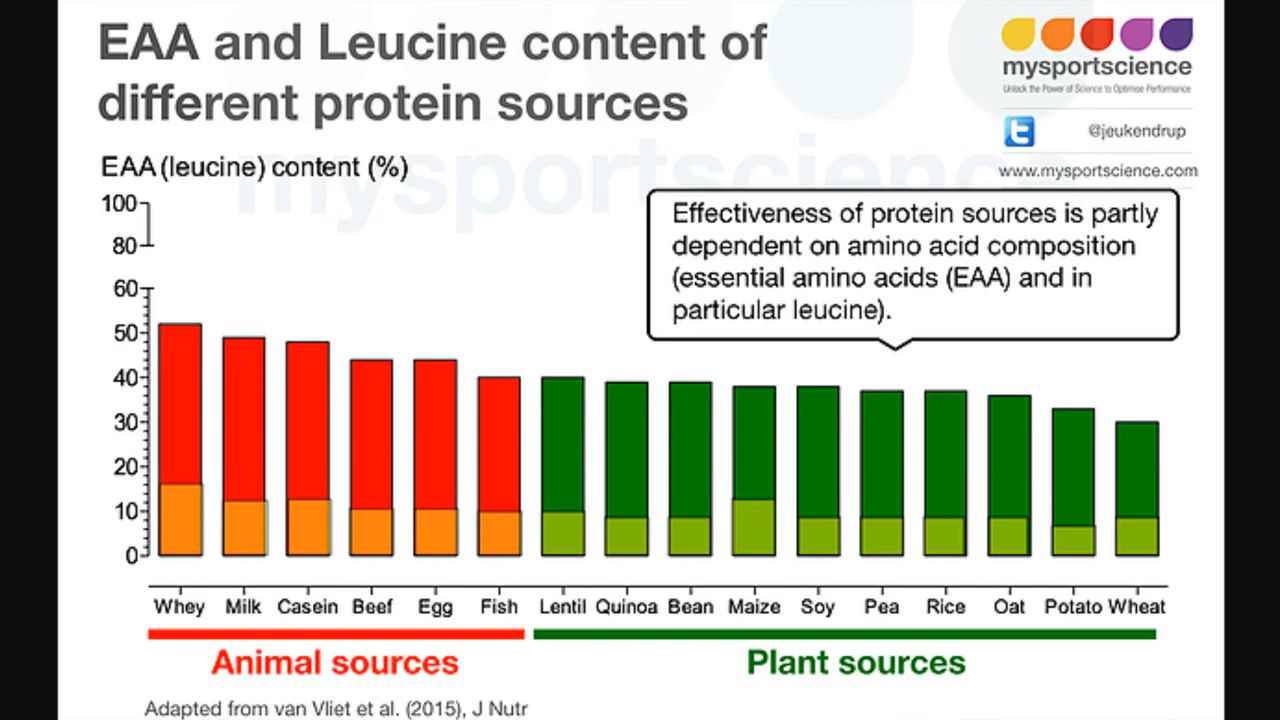 EAA and Leucine content of
different protein sources
mysportscience
Unlock the Power of Science to Optimise Performance
@jeukendrup
www.mysportscience.com
mysportscience
EAA (leucine) content (%)
Effectiveness of protein sources is partly
dependent on amino acid composition
(essential amino acids (EAA) and in
particular leucine).
100
80
60
50
40
30
20
10
0
Whey Milk Casein Beef Egg Fish Lentil Quinoa Bean Maize Soy Pea Rice Oat Potato Wheat
Animal sources Plant sources
Adapted from van Vliet et al. (2015), J Nutr